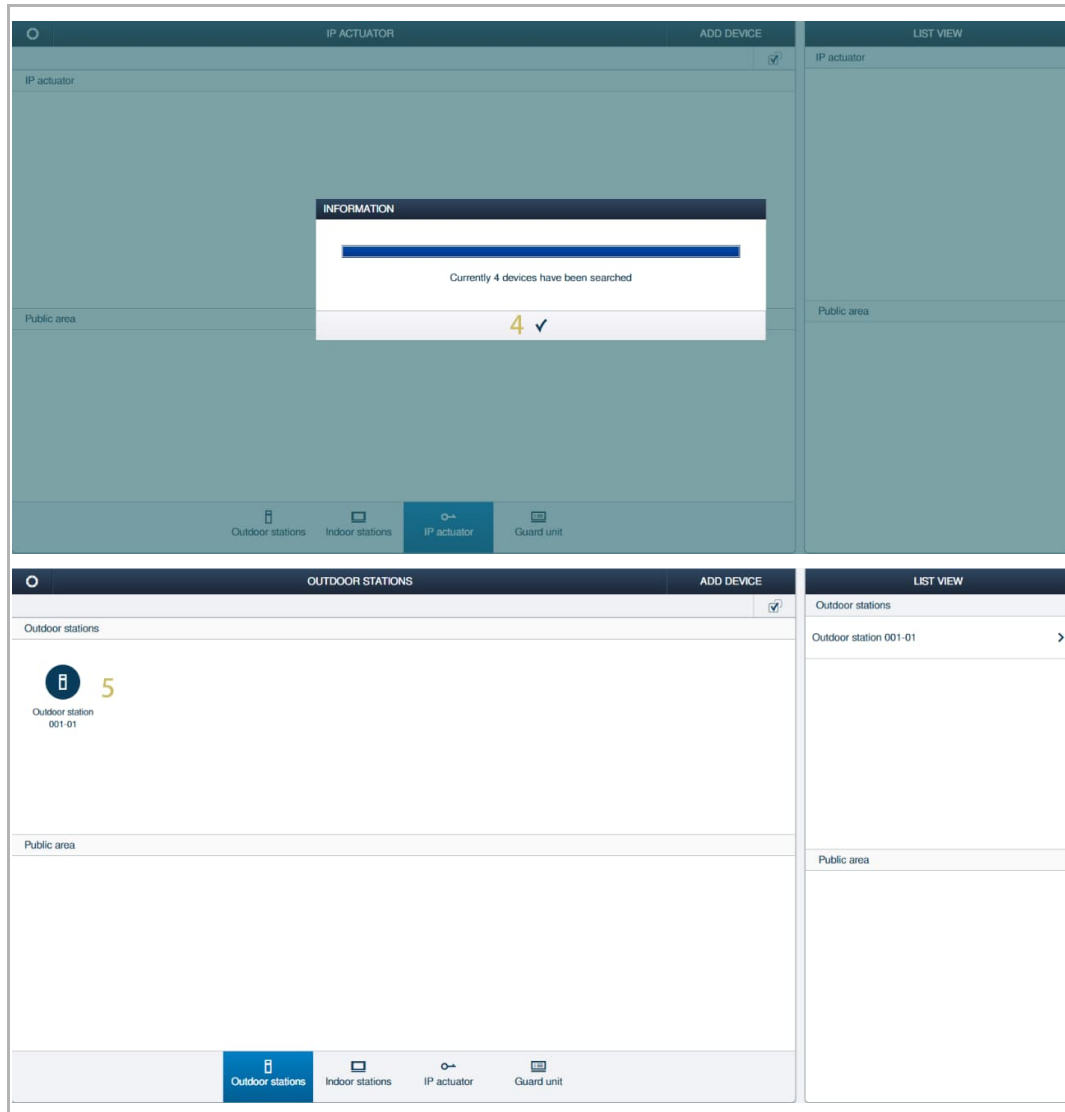 IP ACTUATOR ADD DEVICE LIST VIEW
IP actuator
IP actuator
INFORMATION
Currently 4 devices have been searched
4
Public area
Public area
Outdoor stations Indoor stations IP actuator Guard unit
OUTDOOR STATIONS ADD DEVICE LIST VIEW
Outdoor stations
Outdoor stations
Outdoor station 001-01
5
Outdoor station
001-01
Public area
Public area
Outdoor stations Indoor stations IP actuator Guard unit